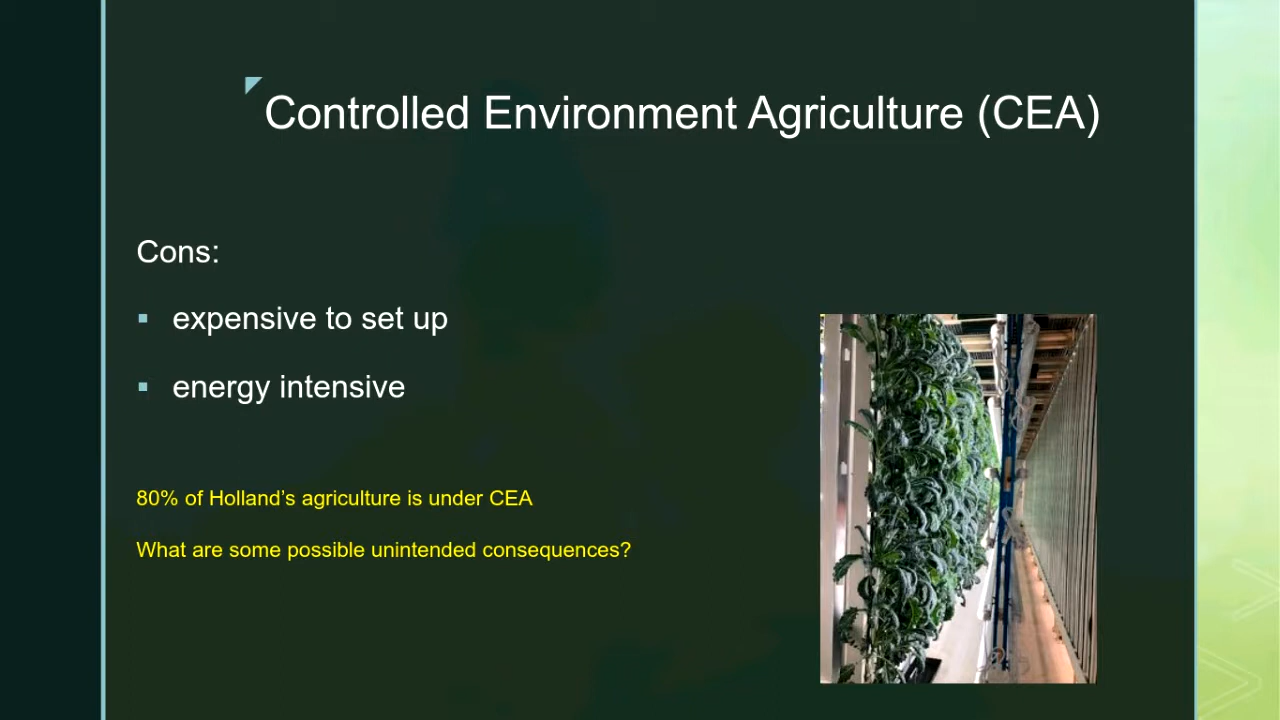 Controlled Environment Agriculture (CEA)
Cons:
▪ expensive to set up
▪ energy intensive
80% of Holland’s agriculture is under CEA
What are some possible unintended consequences?